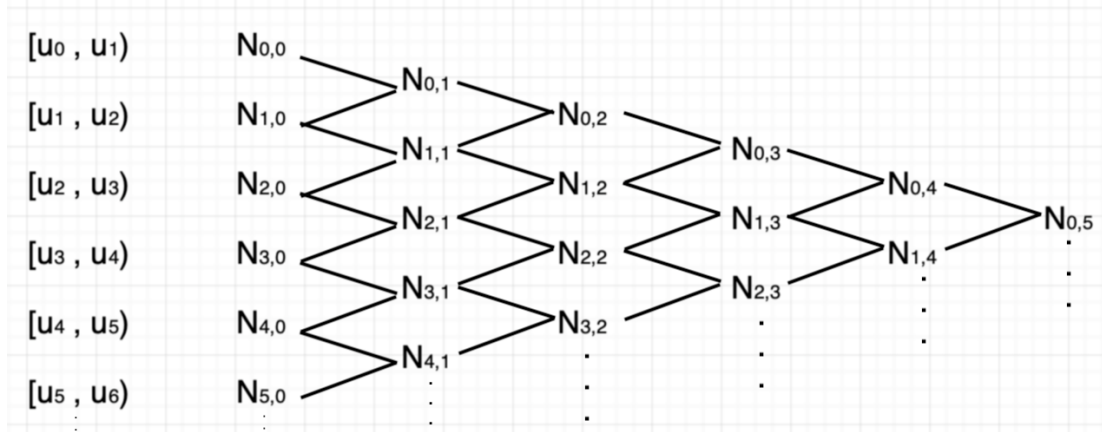 [u0 , u1) N0,0
N0,1
[u1 , u2) N1,0 N0,2
N1,1 N0,3
[u2 , u3) N2,0 N1,2 N0,4
N2,1 N1,3 N0,5
[u3 , u4) N3,0 N2,2 N1,4
N3,1 N2,3
[u4 , u5) N4,0 N3,2
N4,1
[u5 , u6) N5,0